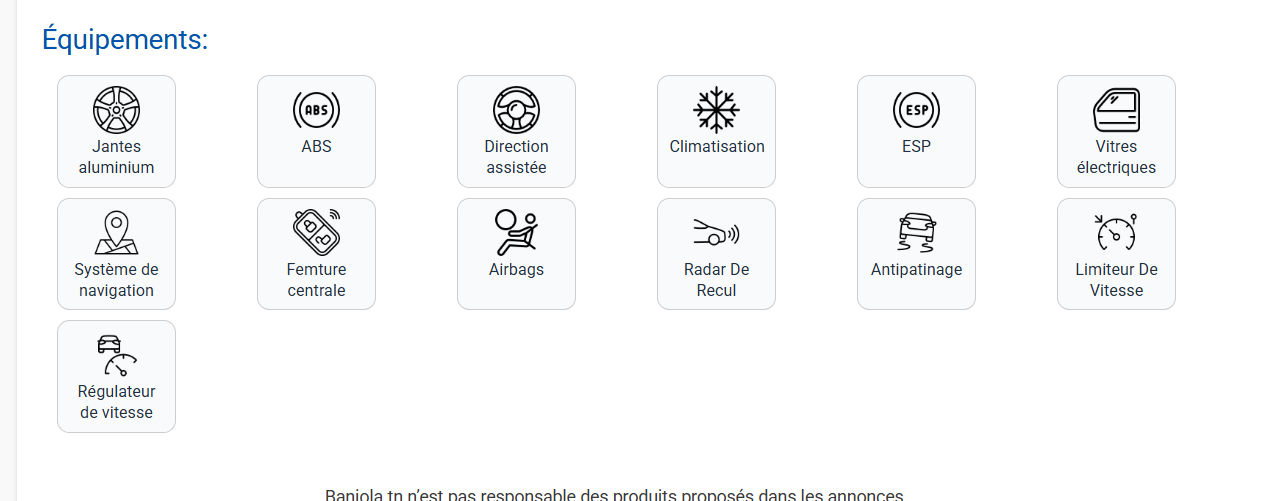 Équipements:
Jantes
aluminium
ABS
ABS
Direction
assistée
Climatisation
ESP
ESP
Vitres
électriques
Système de
navigation
Femture
centrale
Airbags
Radar De
Recul
Antipatinage
Limiteur De
Vitesse
Régulateur
de vitesse
Baniola.tn n'est pas responsable des produits proposés dans les annonces